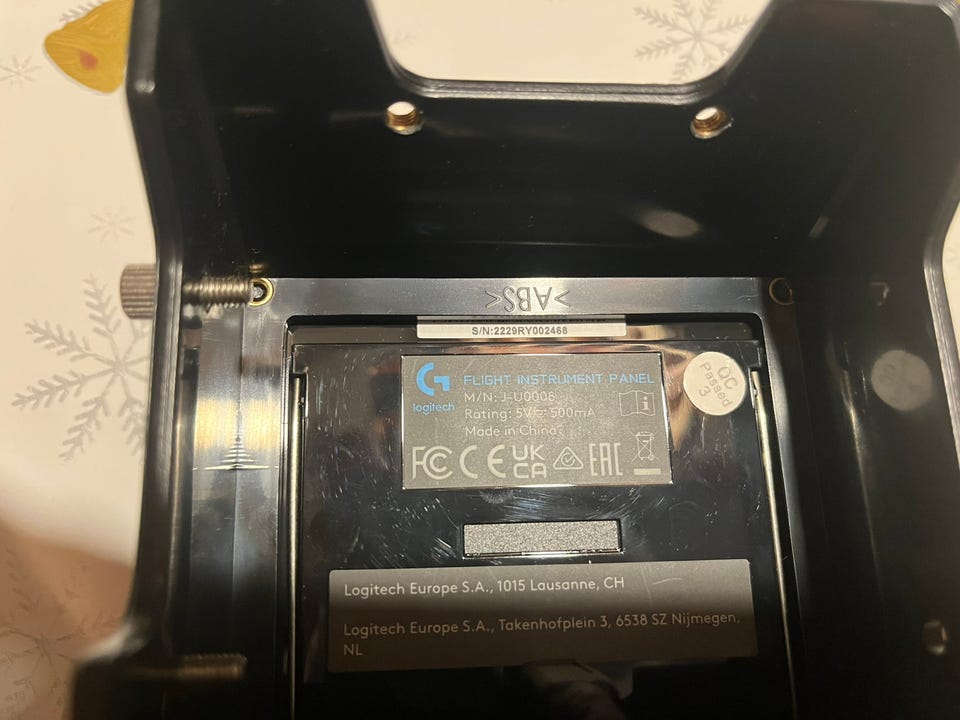 >ABS<
S/N:2229RY002468
FLIGHT INSTRUMENT PANEL
logitech
M/N: J-U0008
Rating: 5V⎓500mA
Made in China
FC CE UK CA EAC
QC Passed 3
Logitech Europe S.A., 1015 Lausanne, CH
Logitech Europe S.A., Takenhofplein 3, 6538 SZ Nijmegen,
NL